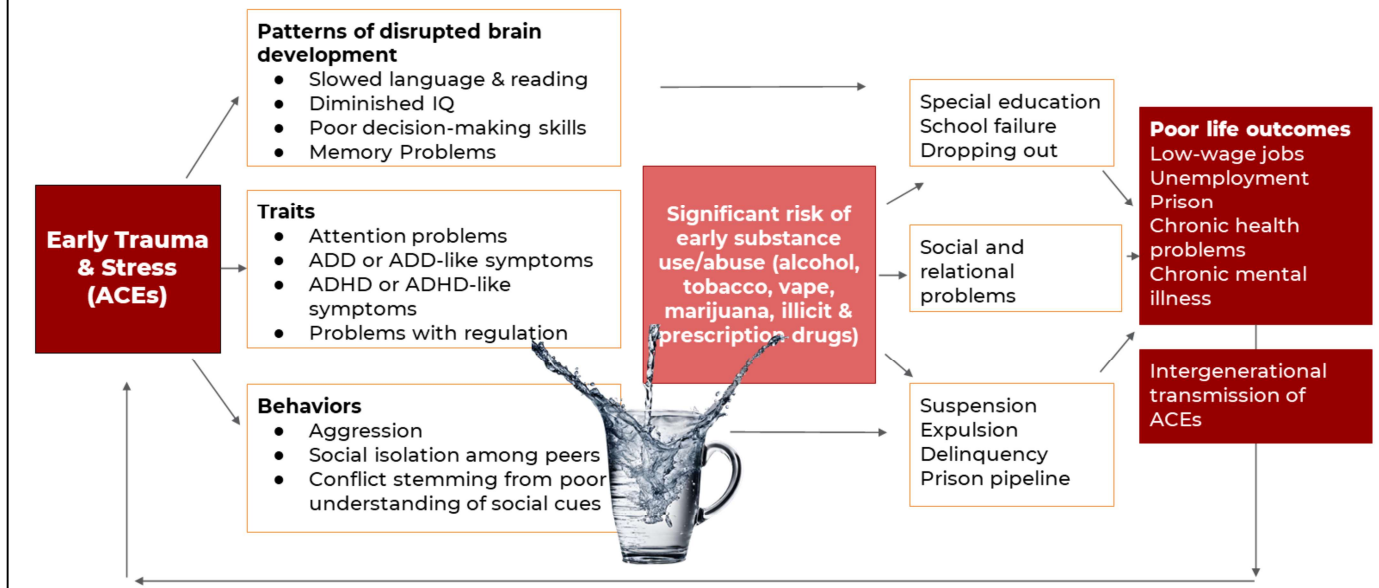 Early Trauma
& Stress
(ACEs)
Patterns of disrupted brain
development
● Slowed language & reading
● Diminished IQ
● Poor decision-making skills
● Memory Problems
Traits
● Attention problems
● ADD or ADD-like symptoms
● ADHD or ADHD-like
symptoms
● Problems with regulation
Behaviors
● Aggression
● Social isolation among peers
● Conflict stemming from poor
understanding of social cues
Significant risk of
early substance
use/abuse (alcohol,
tobacco, vape,
marijuana, illicit &
prescription drugs)
Special education
School failure
Dropping out
Social and
relational
problems
Suspension
Expulsion
Delinquency
Prison pipeline
Poor life outcomes
Low-wage jobs
Unemployment
Prison
Chronic health
problems
Chronic mental
illness
Intergenerational
transmission of
ACEs